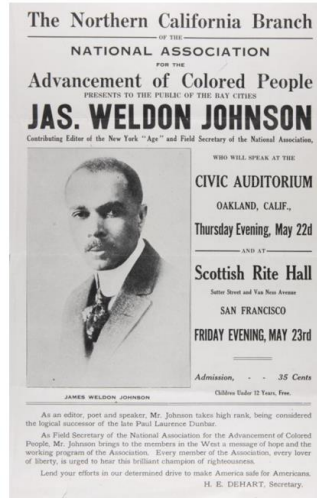 The Northern California Branch
OF THE
NATIONAL ASSOCIATION
FOR THE
Advancement of Colored People
PRESENTS TO THE PUBLIC OF THE BAY CITIES
JAS. WELDON JOHNSON
Contributing Editor of the New York "Age" and Field Secretary of the National Association,
WHO WILL SPEAK AT THE
CIVIC AUDITORIUM
OAKLAND, CALIF.,
Thursday Evening, May 22d
AND AT
Scottish Rite Hall
Sutter Street and Van Ness Avenue
SAN FRANCISCO
FRIDAY EVENING, MAY 23rd
Admission, - - 35 Cents
Children Under 12 Years, Free.
JAMES WELDON JOHNSON
As an editor, poet and speaker, Mr. Johnson takes high rank, being considered
the logical successor of the late Paul Laurence Dunbar.
As Field Secretary of the National Association for the Advancement of Colored
People, Mr. Johnson brings to the members in the West a message of hope and the
working program of the Association. Every member of the Association, every lover
of liberty, is urged to hear this brilliant champion of righteousness.
Lend your efforts in our determined drive to make America safe for Americans.
H. E. DEHART, Secretary.